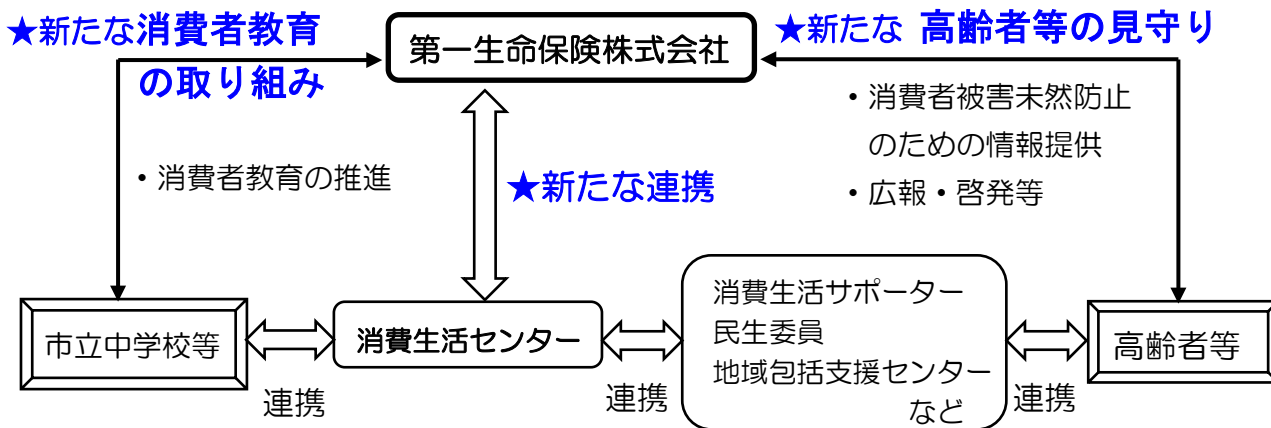 ★新たな消費者教育
の取り組み
第一生命保険株式会社
★新たな 高齢者等の見守り
・消費者教育の推進
★新たな連携
・消費者被害未然防止
のための情報提供
・広報・啓発等
市立中学校等
連携
消費生活センター
連携
消費生活サポーター
民生委員
地域包括支援センター
など
連携
高齢者等